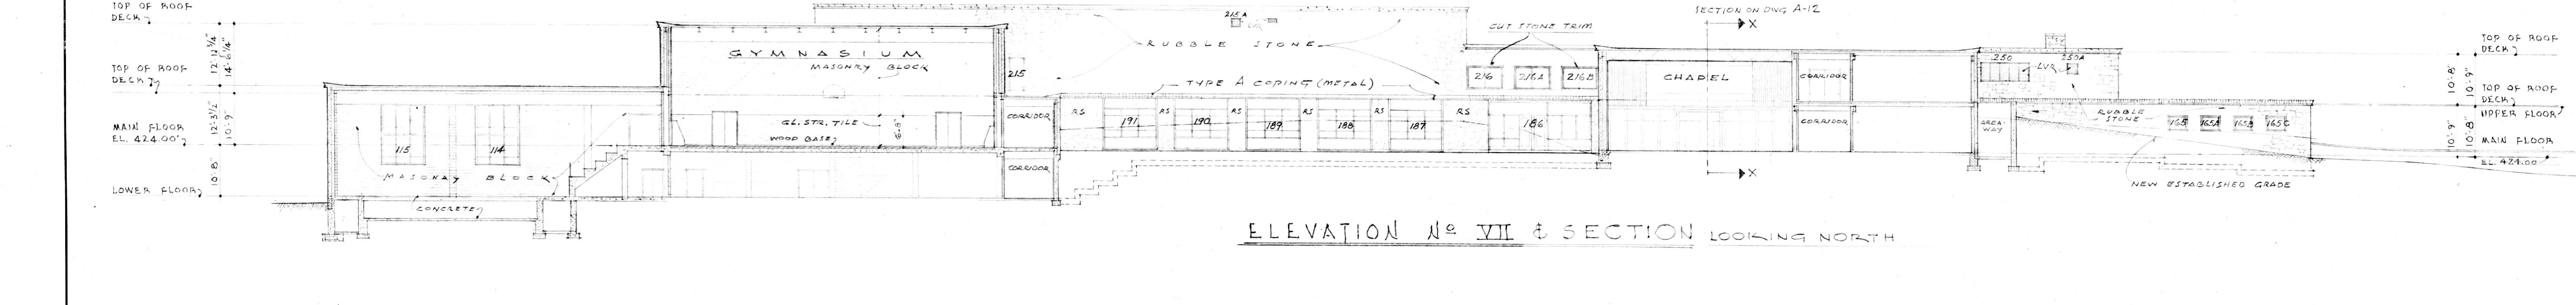 TOP OF ROOF
DECK
12'-11 3/4"
14'-6 1/4"
TOP OF ROOF
DECK
12'-3 1/2"
10'-9"
MAIN FLOOR
EL. 424.00'
10'-8"
LOWER FLOOR
115
114
MASONRY BLOCK
CONCRETE
GYMNASIUM
MASONRY BLOCK
GL. STR. TILE
WOOD BASE
6'-8"
215
CORRIDOR
CORRIDOR
215A
LVR
RUBBLE STONE
TYPE A COPING (METAL)
RS
191
RS
190
RS
189
RS
188
RS
187
RS
186
CUT STONE TRIM
216
216A
216B
SECTION ON DWG A-12
X
CHAPEL
CORRIDOR
CORRIDOR
X
250
LVR
250A
AREA-
WAY
RUBBLE
STONE
165
165A
165B
165C
NEW ESTABLISHED GRADE
10'-8"
10'-9"
10'-9"
10'-8"
TOP OF ROOF
DECK
TOP OF ROOF
DECK
UPPER FLOOR
MAIN FLOOR
EL. 424.00
ELEVATION No VII & SECTION LOOKING NORTH